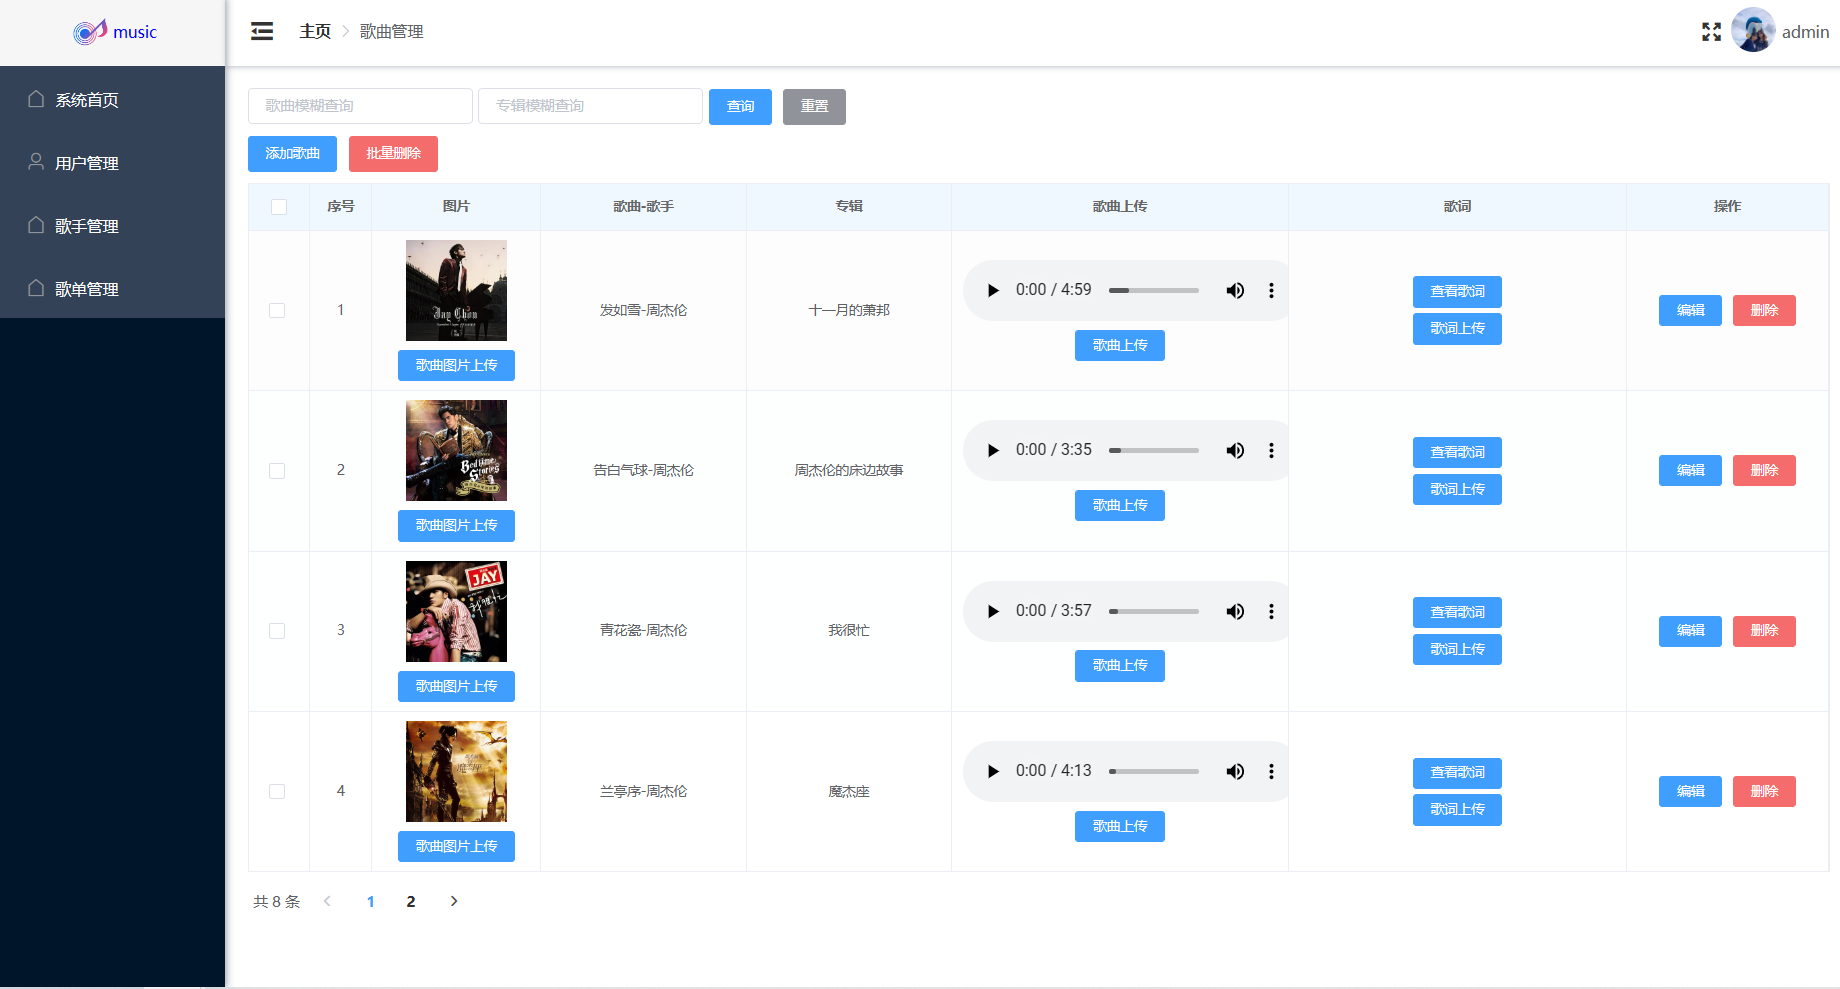 music
主页 歌曲管理
admin
系统首页
用户管理
歌手管理
歌单管理
歌曲模糊查询 专辑模糊查询 查询 重置
添加歌曲 批量删除
序号 图片 歌曲-歌手 专辑 歌曲上传 歌词 操作
Jay Chou
1 发如雪-周杰伦 十一月的萧邦 0:00 / 4:59 查看歌词 编辑 删除
歌曲图片上传 歌曲上传 歌词上传
Bedtime
Stories
2 告白气球-周杰伦 周杰伦的床边故事 0:00 / 3:35 查看歌词 编辑 删除
歌曲图片上传 歌曲上传 歌词上传
JAY
我很忙
3 青花瓷-周杰伦 我很忙 0:00 / 3:57 查看歌词 编辑 删除
歌曲图片上传 歌曲上传 歌词上传
魔杰座
4 兰亭序-周杰伦 魔杰座 0:00 / 4:13 查看歌词 编辑 删除
歌曲图片上传 歌曲上传 歌词上传
共 8 条 1 2